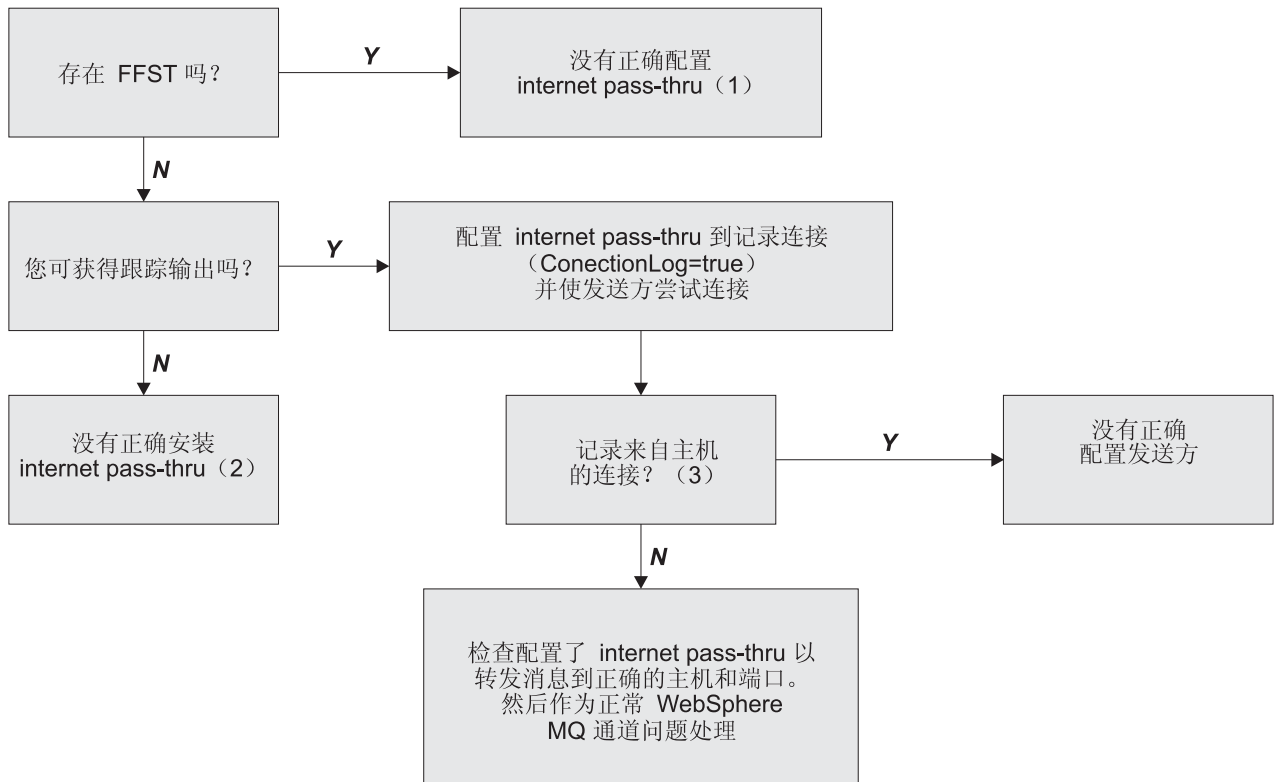 存在 FFST 吗？
Y
没有正确配置
internet pass-thru（1）
N
您可获得跟踪输出吗？
Y
配置 internet pass-thru 到记录连接
（ConectionLog=true）
并使发送方尝试连接
N
没有正确安装
internet pass-thru（2）
记录来自主机
的连接？（3）
Y
没有正确
配置发送方
N
检查配置了 internet pass-thru 以
转发消息到正确的主机和端口。
然后作为正常 WebSphere
MQ 通道问题处理